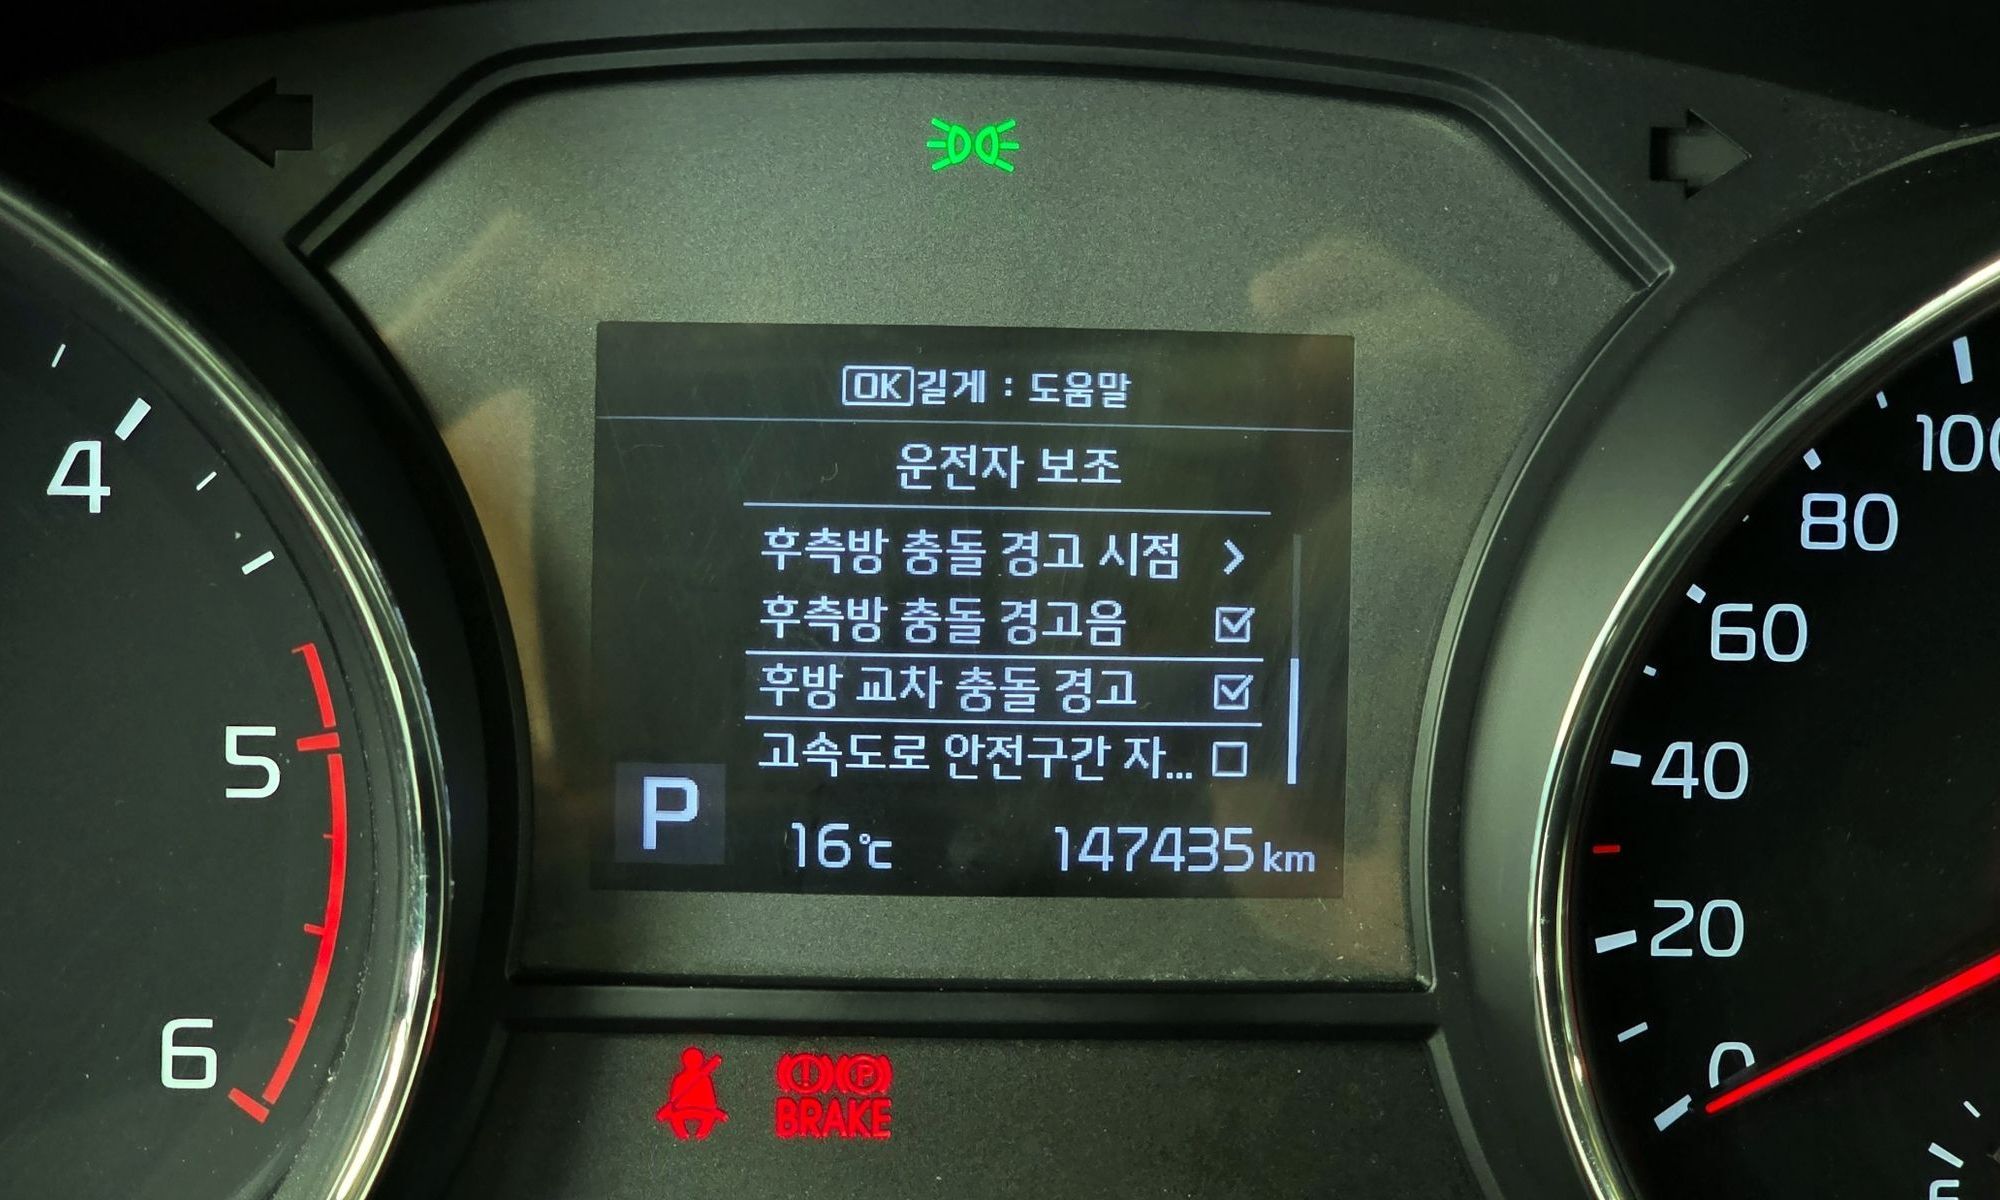 OK길게 : 도움말
운전자 보조
후측방 충돌 경고 시점 >
후측방 충돌 경고음
후방 교차 충돌 경고
고속도로 안전구간 자...
P
16℃ 147435 km
4
5
6
BRAKE
100
80
60
40
20
0